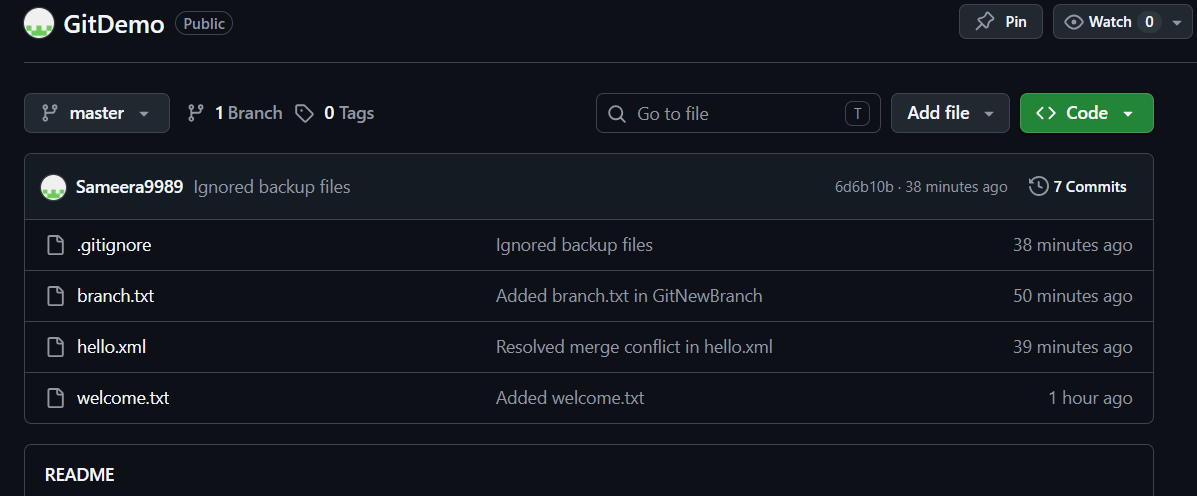 GitDemo Public Pin Watch 0
master 1 Branch 0 Tags Go to file T Add file Code
Sameera9989 Ignored backup files 6d6b10b · 38 minutes ago 7 Commits
.gitignore Ignored backup files 38 minutes ago
branch.txt Added branch.txt in GitNewBranch 50 minutes ago
hello.xml Resolved merge conflict in hello.xml 39 minutes ago
welcome.txt Added welcome.txt 1 hour ago
README